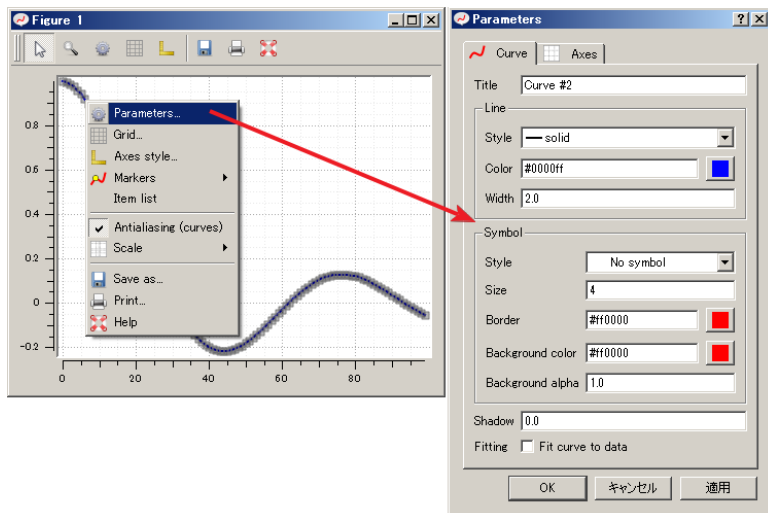 Figure 1
0.8
0.6
0.4
0.2
0
-0.2
0
20
40
60
80
Parameters...
Grid...
Axes style...
Markers
Item list
Antialiasing (curves)
Scale
Save as...
Print...
Help
Parameters
Curve
Axes
Title Curve #2
Line
Style solid
Color #0000ff
Width 2.0
Symbol
Style No symbol
Size 4
Border #ff0000
Background color #ff0000
Background alpha 1.0
Shadow 0.0
Fitting Fit curve to data
OK キャンセル 適用